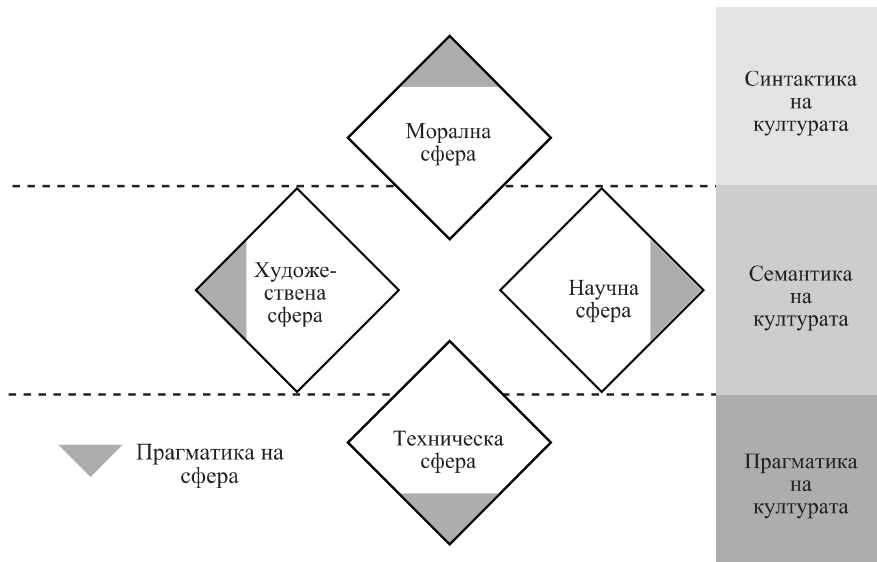 Морална
сфера
Синтактика
на
културата
Художе-
ствена
сфера
Научна
сфера
Семантика
на
културата
Техническа
сфера
Прагматика на
сфера
Прагматика
на
културата